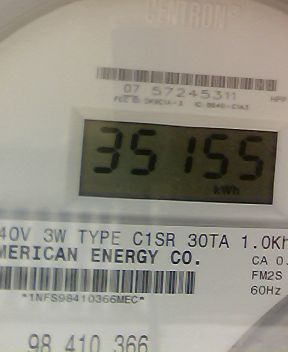 CENTRON®
07 57245311
35155
kWh
40V 3W TYPE C1SR 30TA 1.0Kh
MERICAN ENERGY CO.
CA 0.
FM2S
60Hz
*1NFS98410366MEC*
98 410 366